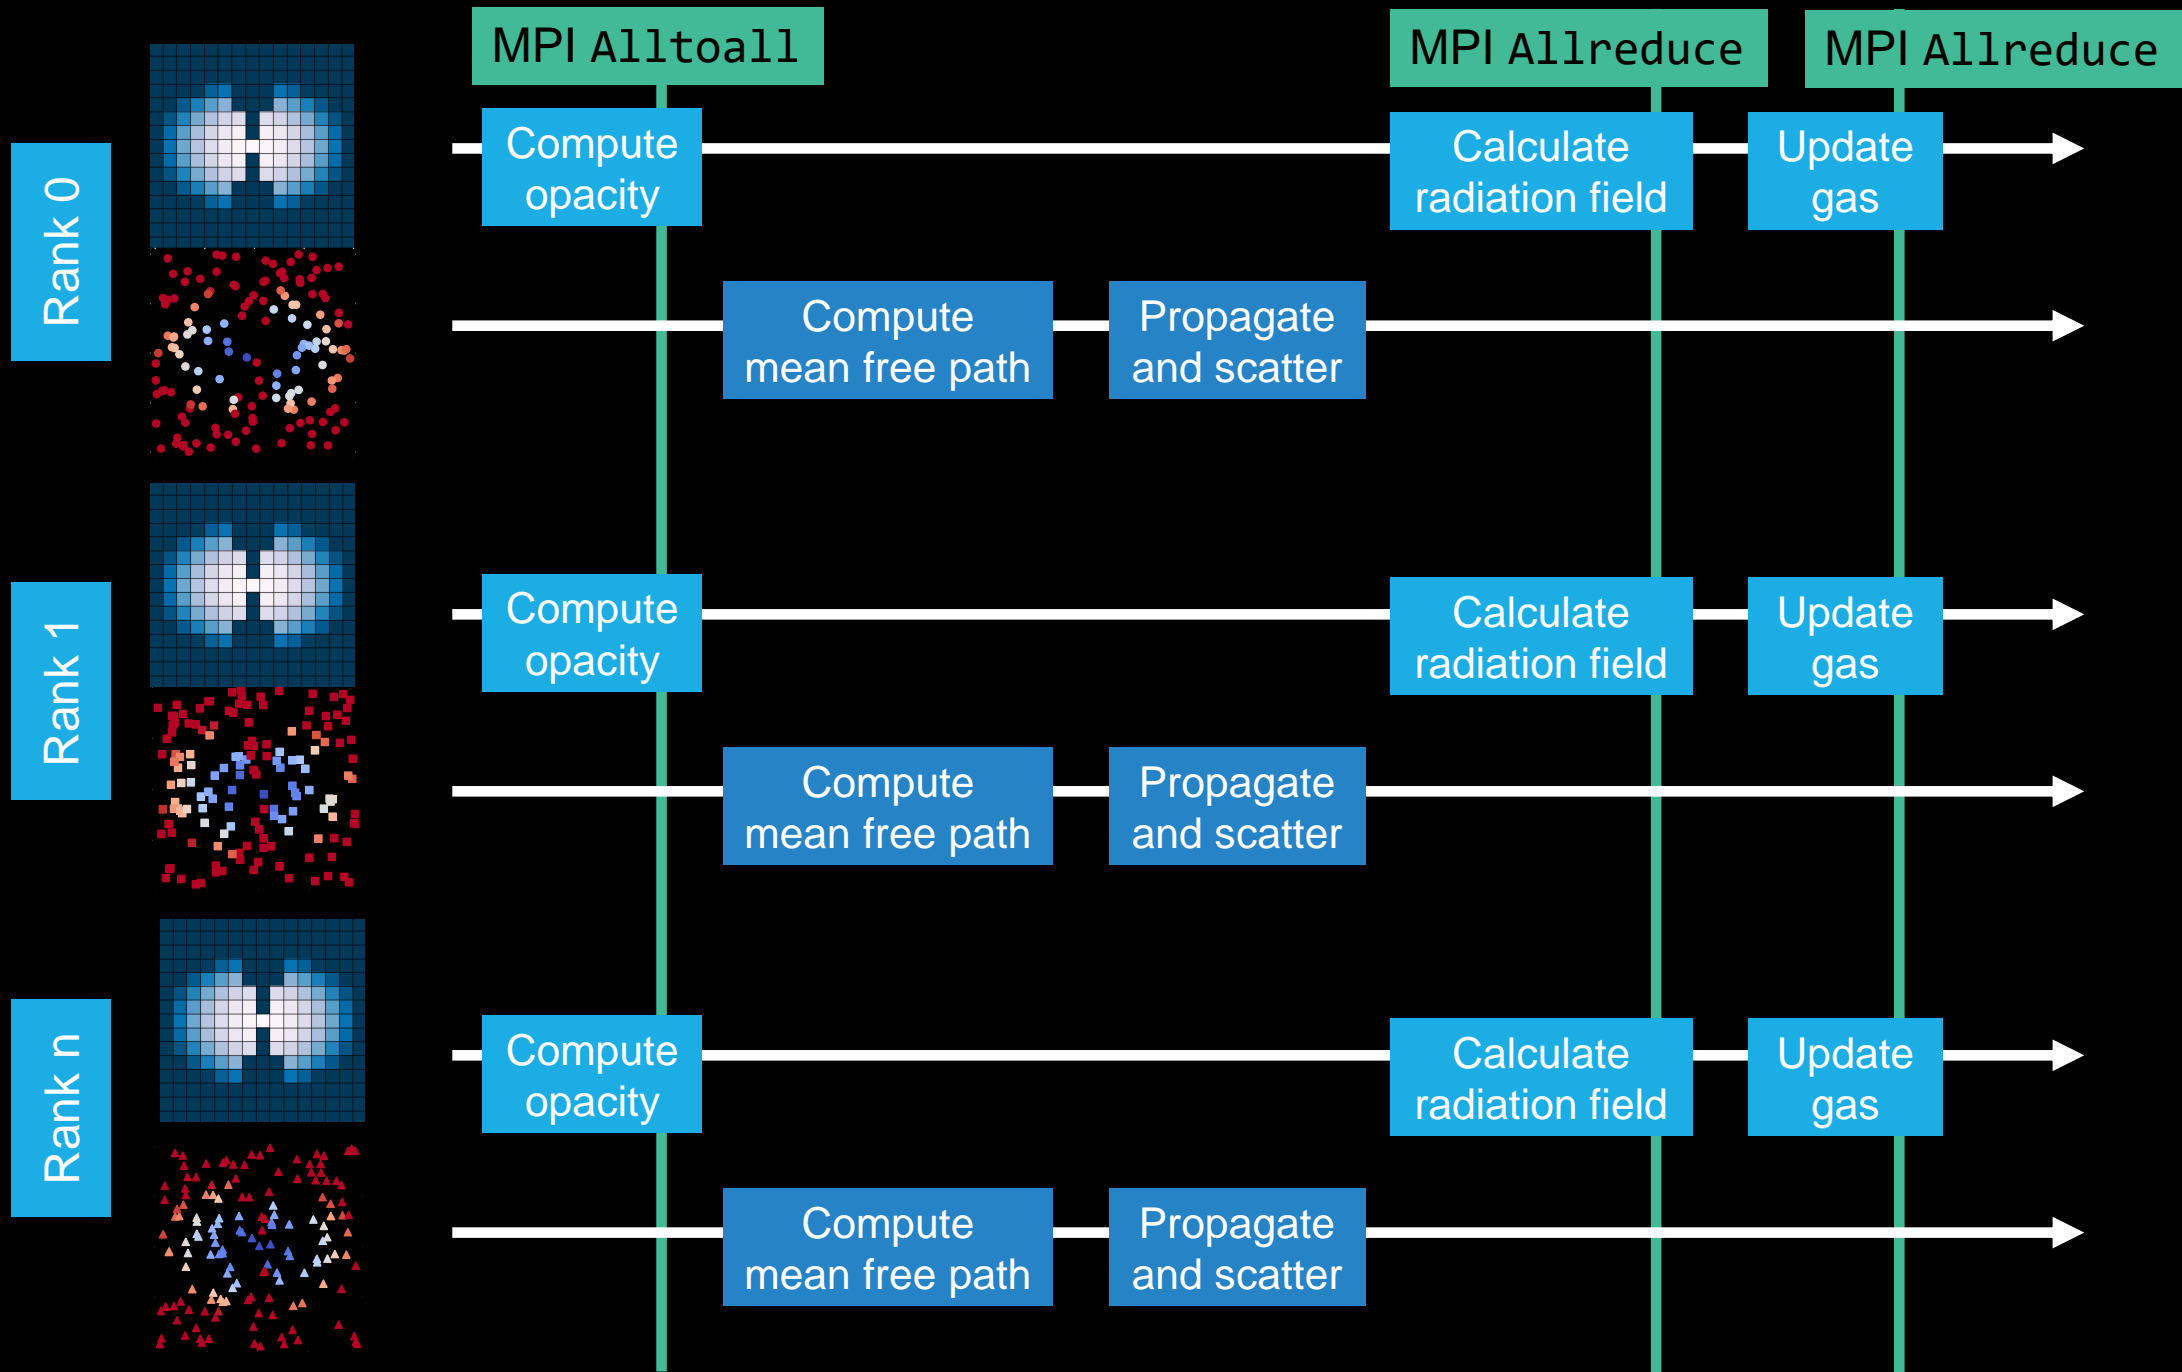 MPI Alltoall
MPI Allreduce
MPI Allreduce
Rank 0
Compute
opacity
Calculate
radiation field
Update
gas
Compute
mean free path
Propagate
and scatter
Rank 1
Compute
opacity
Calculate
radiation field
Update
gas
Compute
mean free path
Propagate
and scatter
Rank n
Compute
opacity
Calculate
radiation field
Update
gas
Compute
mean free path
Propagate
and scatter